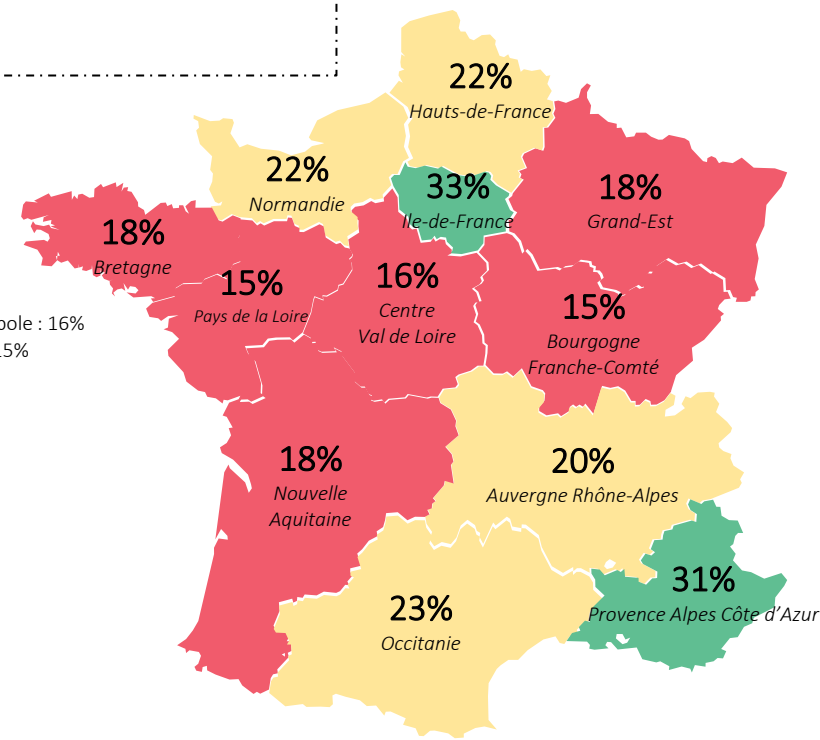 22%
Hauts-de-France
22%
Normandie
33%
Ile-de-France
18%
Grand-Est
18%
Bretagne
15%
Pays de la Loire
16%
Centre
Val de Loire
15%
Bourgogne
Franche-Comté
: 16%
18%
Nouvelle
Aquitaine
20%
Auvergne Rhône-Alpes
31%
Provence Alpes Côte d’Azur
23%
Occitanie